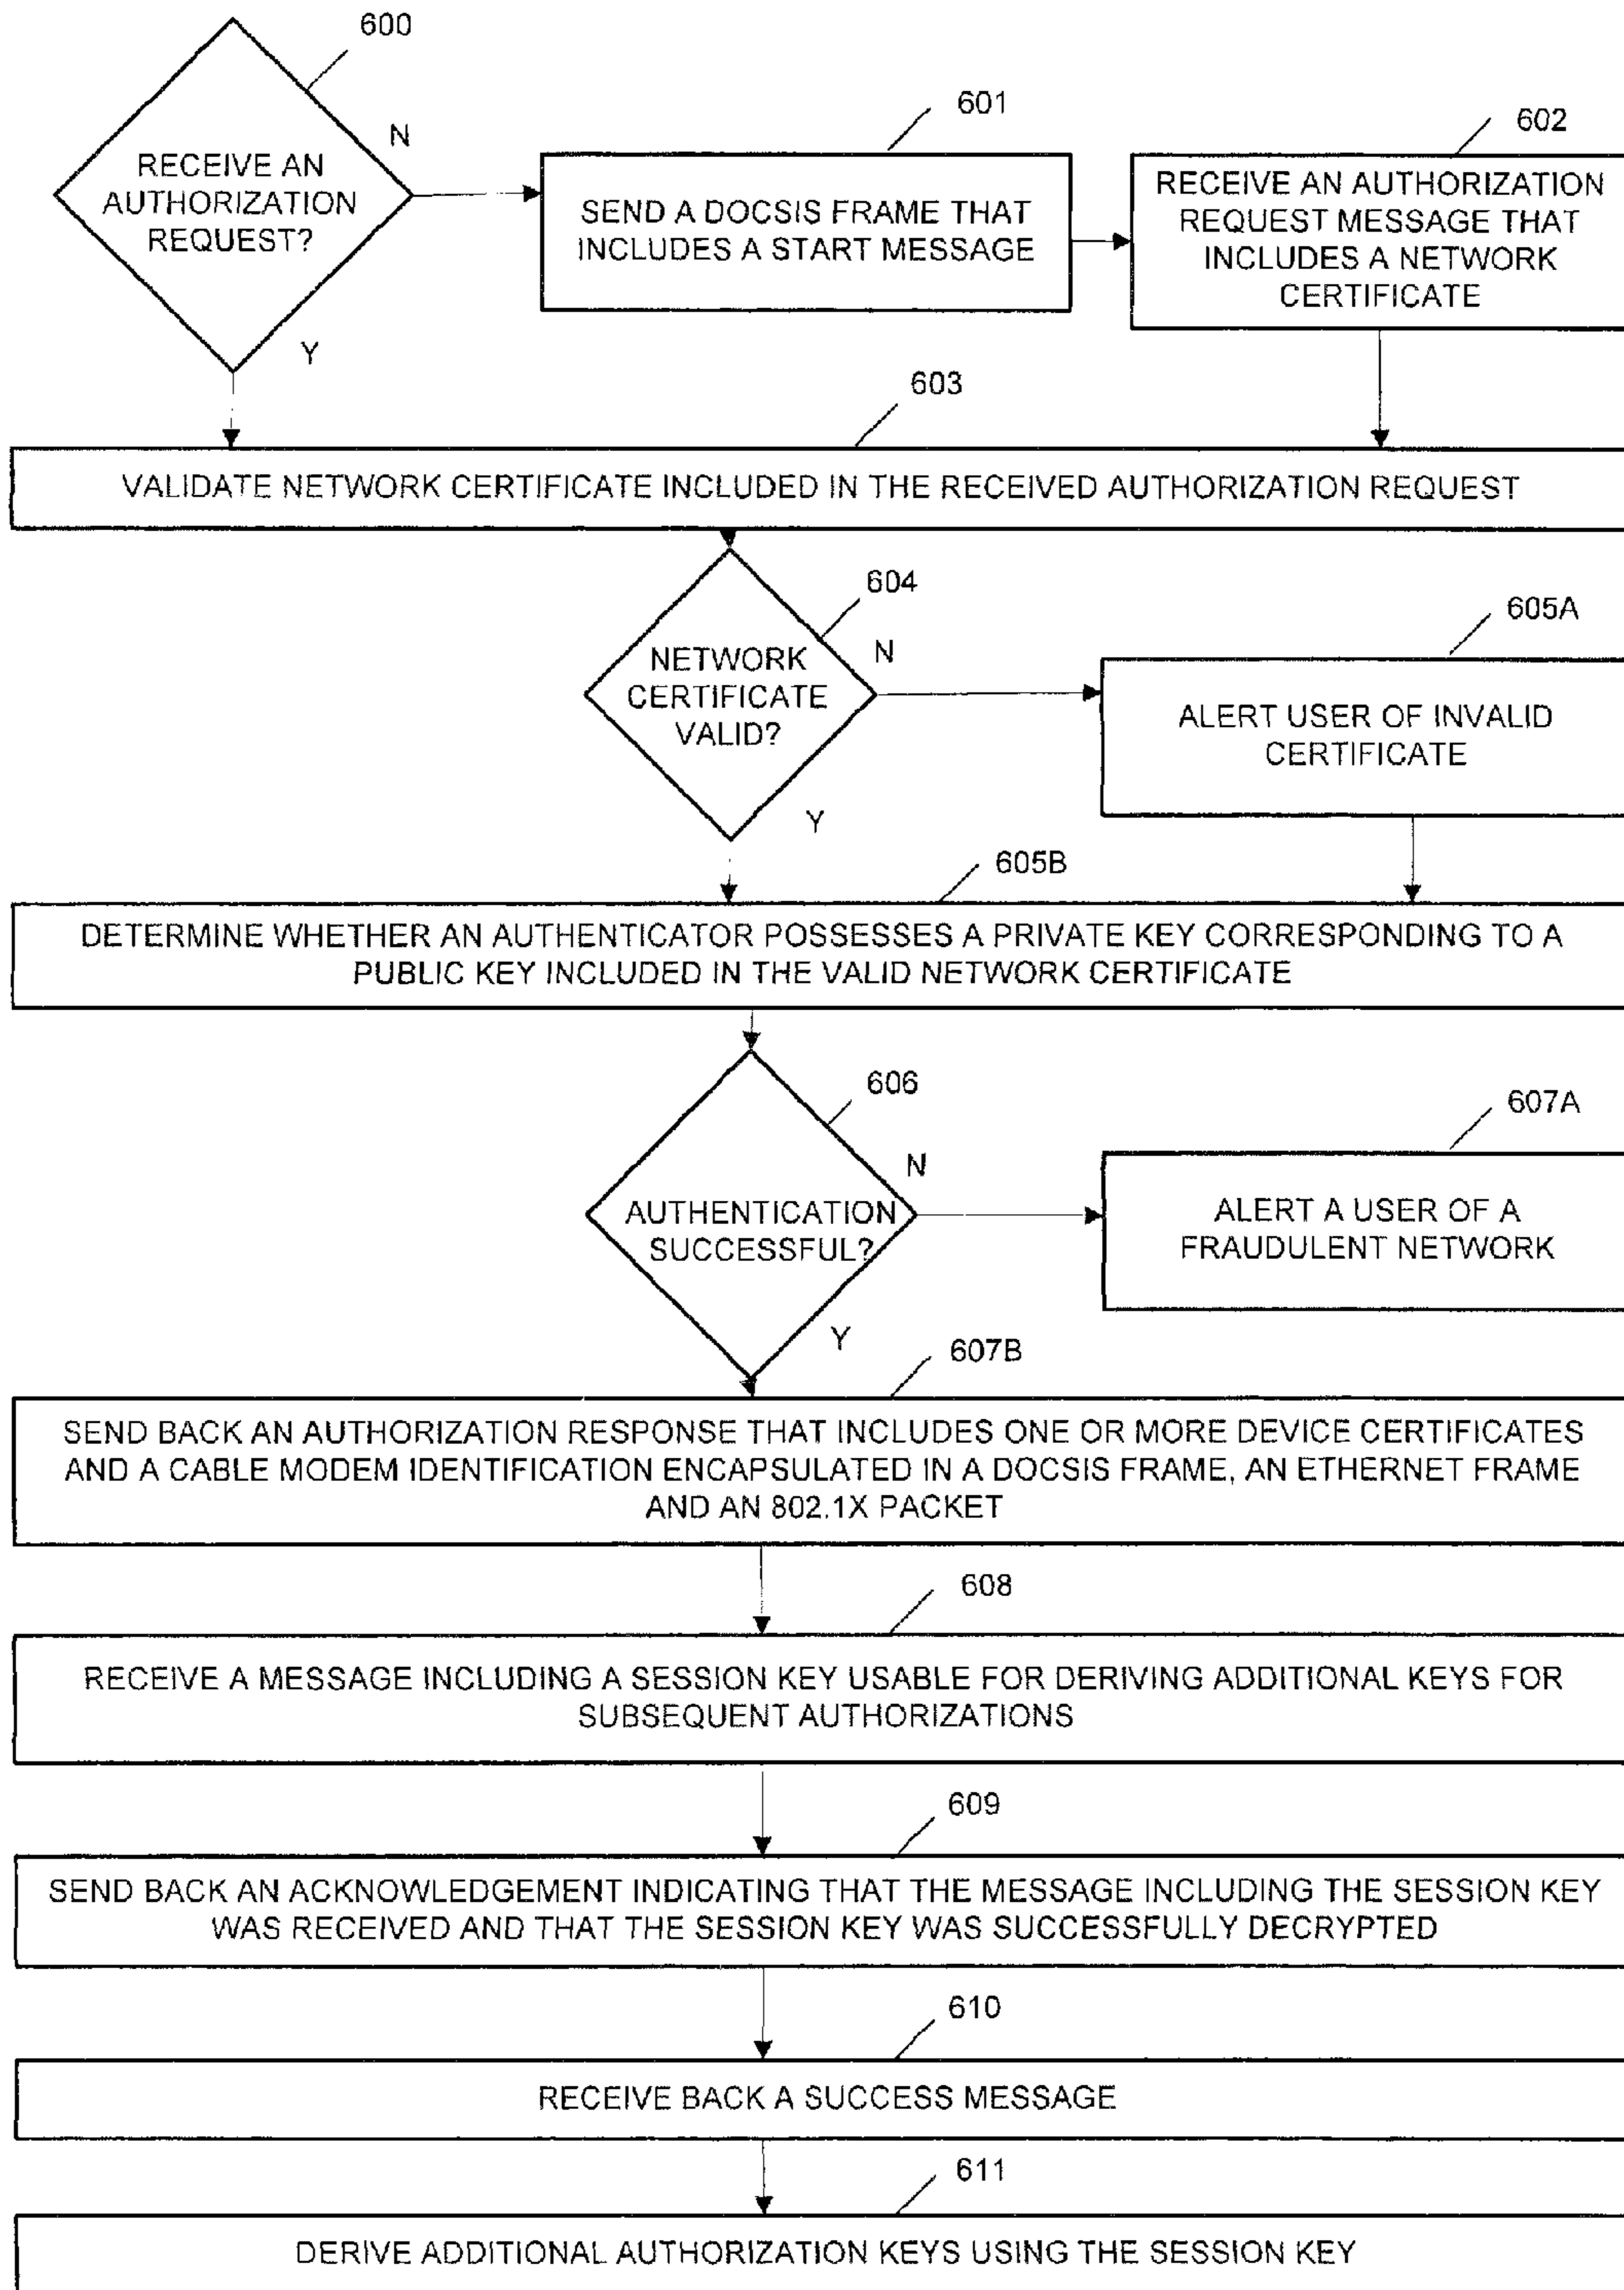 600
N
RECEIVE AN
AUTHORIZATION
REQUEST?
Y
601
SEND A DOCSIS FRAME THAT
INCLUDES A START MESSAGE
602
RECEIVE AN AUTHORIZATION
REQUEST MESSAGE THAT
INCLUDES A NETWORK
CERTIFICATE
603
VALIDATE NETWORK CERTIFICATE INCLUDED IN THE RECEIVED AUTHORIZATION REQUEST
604
N
NETWORK
CERTIFICATE
VALID?
Y
605A
ALERT USER OF INVALID
CERTIFICATE
605B
DETERMINE WHETHER AN AUTHENTICATOR POSSESSES A PRIVATE KEY CORRESPONDING TO A
PUBLIC KEY INCLUDED IN THE VALID NETWORK CERTIFICATE
606
N
AUTHENTICATION
SUCCESSFUL?
Y
607A
ALERT A USER OF A
FRAUDULENT NETWORK
607B
SEND BACK AN AUTHORIZATION RESPONSE THAT INCLUDES ONE OR MORE DEVICE CERTIFICATES
AND A CABLE MODEM IDENTIFICATION ENCAPSULATED IN A DOCSIS FRAME, AN ETHERNET FRAME
AND AN 802.1X PACKET
608
RECEIVE A MESSAGE INCLUDING A SESSION KEY USABLE FOR DERIVING ADDITIONAL KEYS FOR
SUBSEQUENT AUTHORIZATIONS
609
SEND BACK AN ACKNOWLEDGEMENT INDICATING THAT THE MESSAGE INCLUDING THE SESSION KEY
WAS RECEIVED AND THAT THE SESSION KEY WAS SUCCESSFULLY DECRYPTED
610
RECEIVE BACK A SUCCESS MESSAGE
611
DERIVE ADDITIONAL AUTHORIZATION KEYS USING THE SESSION KEY